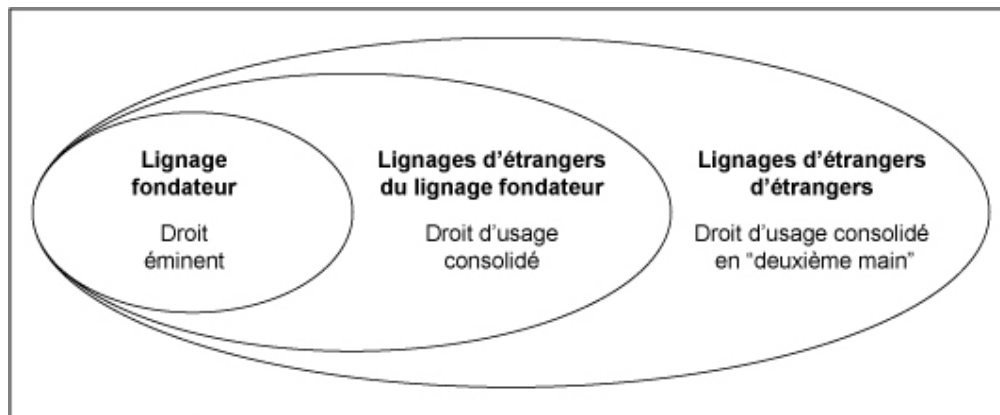 Lignage
fondateur
Droit
éminent
Lignages d'étrangers
du lignage fondateur
Droit d'usage
consolidé
Lignages d'étrangers
d'étrangers
Droit d'usage consolidé
en "deuxième main"